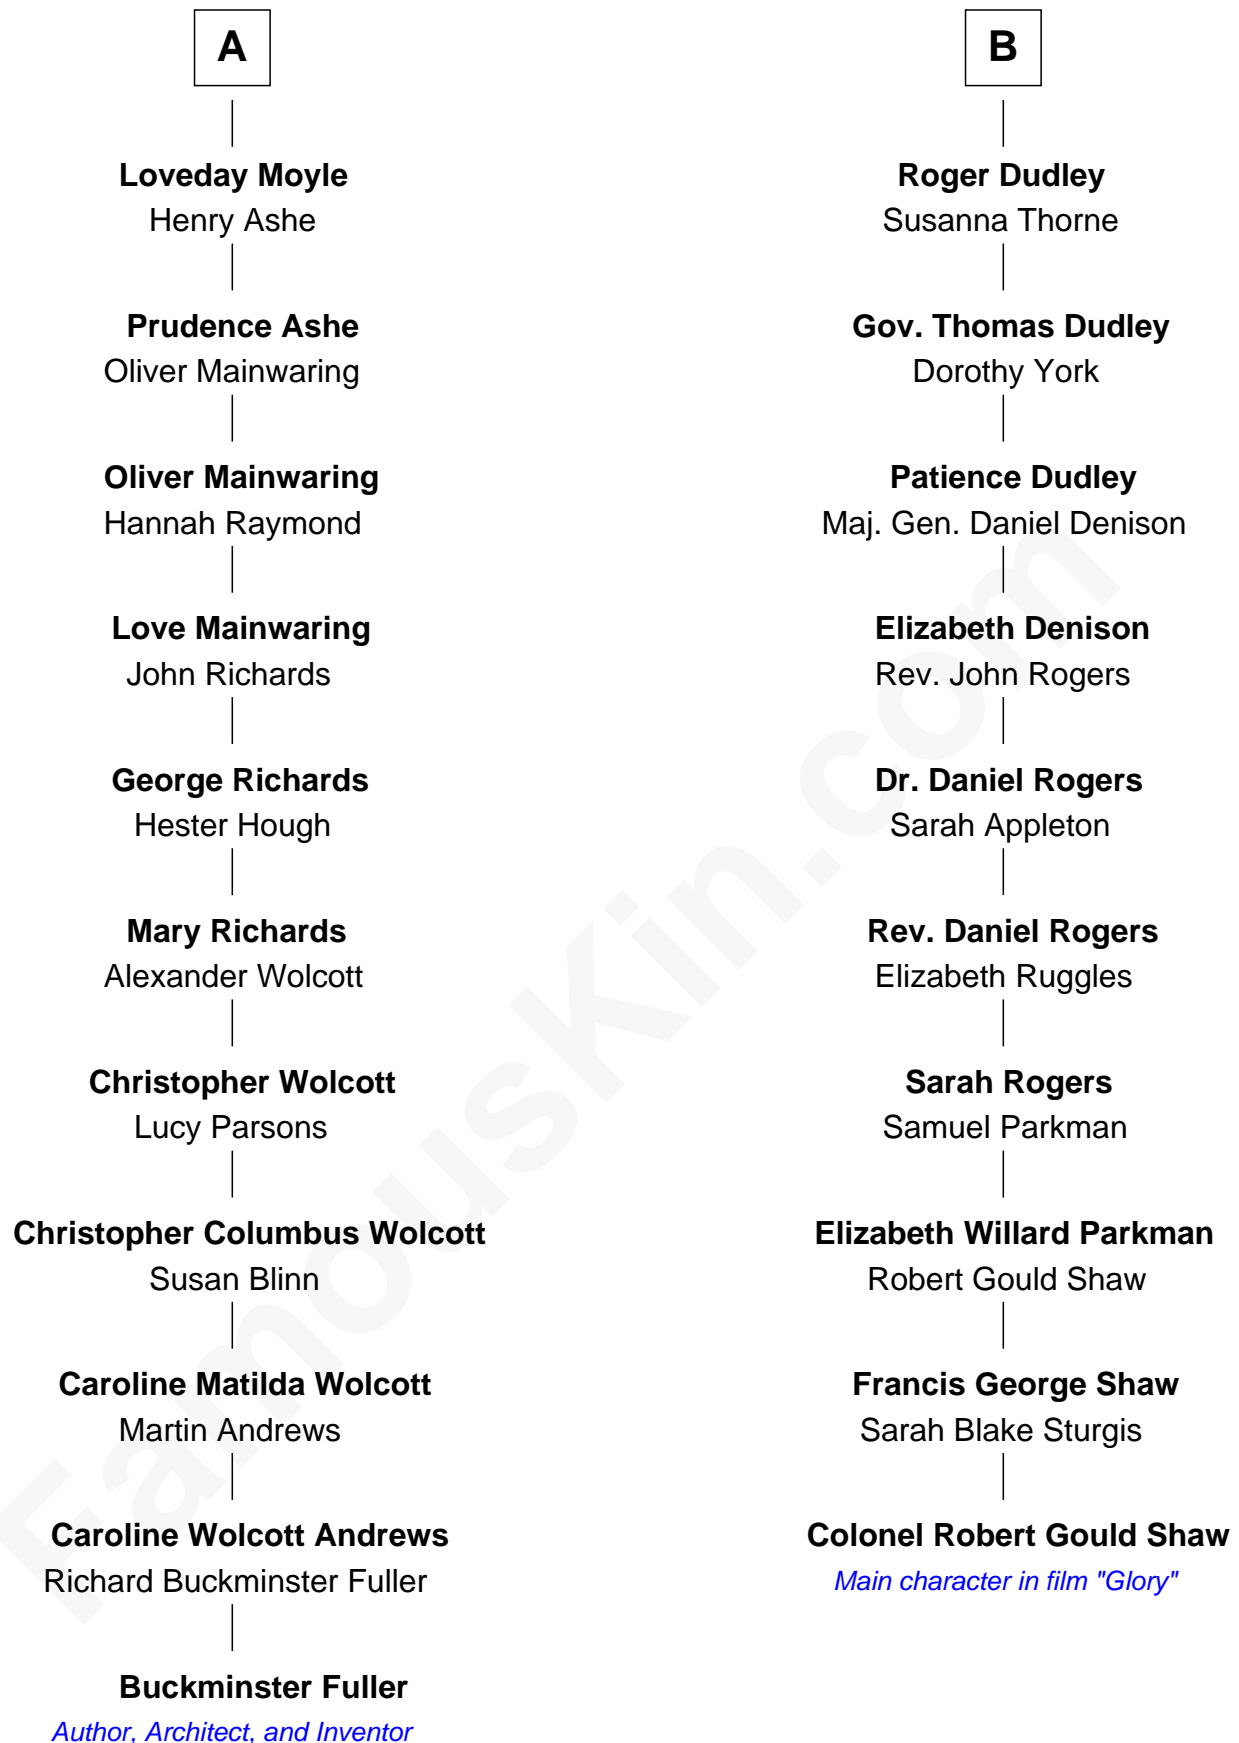 A
Loveday Moyle
Henry Ashe
Prudence Ashe
Oliver Mainwaring
Oliver Mainwaring
Hannah Raymond
Love Mainwaring
John Richards
George Richards
Hester Hough
Mary Richards
Alexander Wolcott
Christopher Wolcott
Lucy Parsons
Christopher Columbus Wolcott
Susan Blinn
Caroline Matilda Wolcott
Martin Andrews
Caroline Wolcott Andrews
Richard Buckminster Fuller
Buckminster Fuller
Author, Architect, and Inventor
B
Roger Dudley
Susanna Thorne
Gov. Thomas Dudley
Dorothy York
Patience Dudley
Maj. Gen. Daniel Denison
Elizabeth Denison
Rev. John Rogers
Dr. Daniel Rogers
Sarah Appleton
Rev. Daniel Rogers
Elizabeth Ruggles
Sarah Rogers
Samuel Parkman
Elizabeth Willard Parkman
Robert Gould Shaw
Francis George Shaw
Sarah Blake Sturgis
Colonel Robert Gould Shaw
Main character in film "Glory"
FamousKin.com